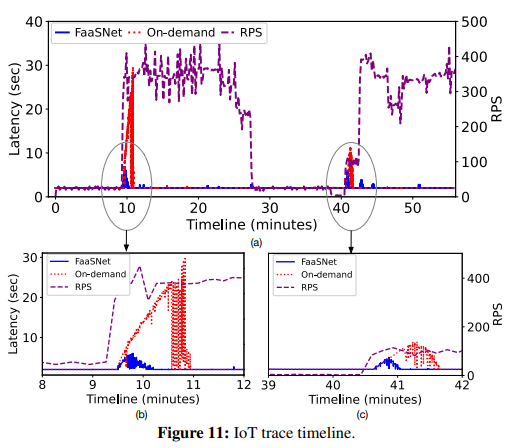 40
30
20
10
0
Latency (sec)
FaaSNet On-demand RPS
500
400
300
200
100
0
RPS
0 10 20 30 40 50
Timeline (minutes)
(a)
30
20
10
Latency (sec)
FaaSNet
On-demand
RPS
8 9 10 11 12
Timeline (minutes)
(b)
FaaSNet
On-demand
RPS
400
200
0
RPS
39 40 41 42
Timeline (minutes)
(c)
Figure 11: IoT trace timeline.